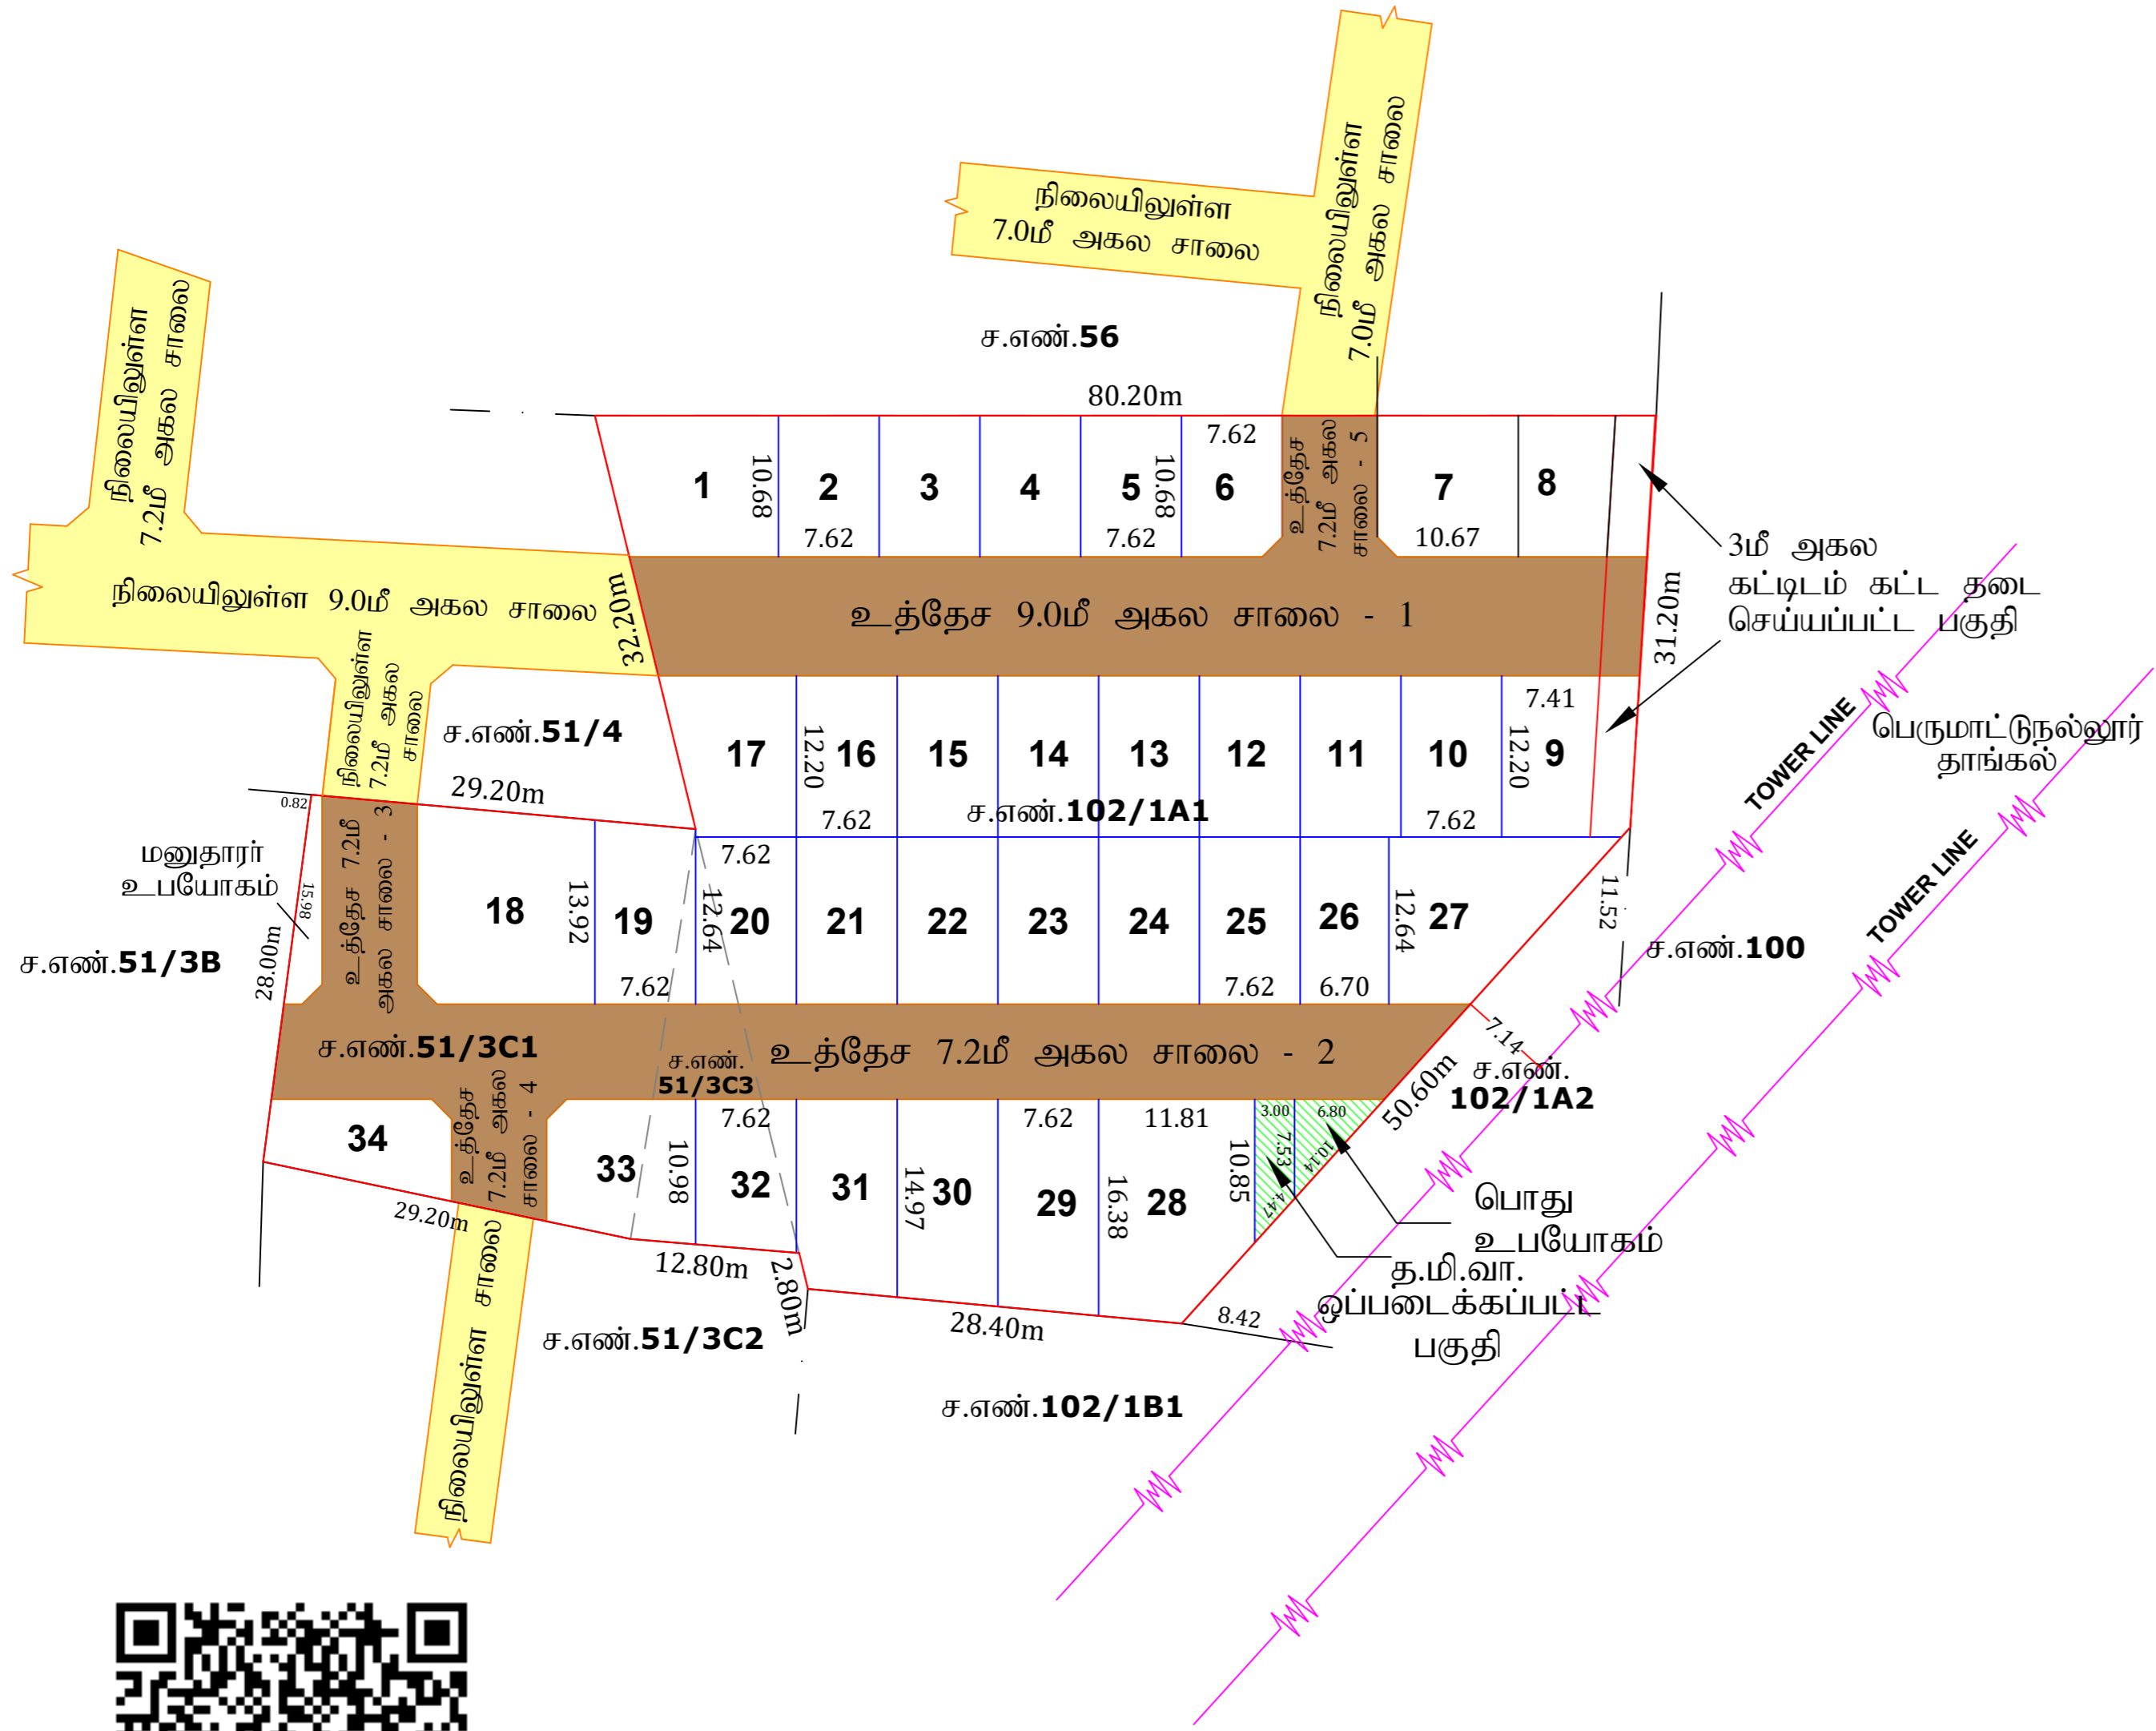 நிலையிலுள்ள
7.0மீ அகல சாலை
நிலையிலுள்ள
7.0மீ அகல சாலை
நிலையிலுள்ள
7.2மீ அகல சாலை
ச.எண்.56
80.20m
7.62
1
10.68
2
3
4
5
10.68
6
உத்தேச
7.2மீ அகல
சாலை - 5
7
8
7.62
7.62
10.67
3மீ அகல
கட்டிடம் கட்ட தடை
செய்யப்பட்ட பகுதி
நிலையிலுள்ள 9.0மீ அகல சாலை
32.20m
உத்தேச 9.0மீ அகல சாலை - 1
31.20m
நிலையிலுள்ள
7.2மீ அகல
சாலை
ச.எண்.51/4
7.41
17
12.20
16
15
14
13
12
11
10
12.20
9
TOWER LINE
பெருமாட்டுநல்லூர்
தாங்கல்
29.20m
7.62
ச.எண்.102/1A1
7.62
0.82
மனுதாரர்
உபயோகம்
15.98
உத்தேச 7.2மீ
அகல சாலை - 3
7.62
18
13.92
19
12.64
20
21
22
23
24
25
26
12.64
27
11.52
TOWER LINE
ச.எண்.51/3B
28.00m
ச.எண்.100
7.62
7.62
6.70
ச.எண்.51/3C1
ச.எண்.
51/3C3
உத்தேச 7.2மீ அகல சாலை - 2
7.14
ச.எண்.
102/1A2
50.60m
உத்தேச
7.2மீ அகல
சாலை - 4
34
7.62
7.62
11.81
3.00
6.80
7.53
10.14
4.47
33
10.98
32
31
14.97
30
29
16.38
28
10.85
பொது
உபயோகம்
29.20m
12.80m
2.80m
த.மி.வா.
ஒப்படைக்கப்பட்ட
பகுதி
8.42
28.40m
ச.எண்.51/3C2
நிலையிலுள்ள சாலை
ச.எண்.102/1B1